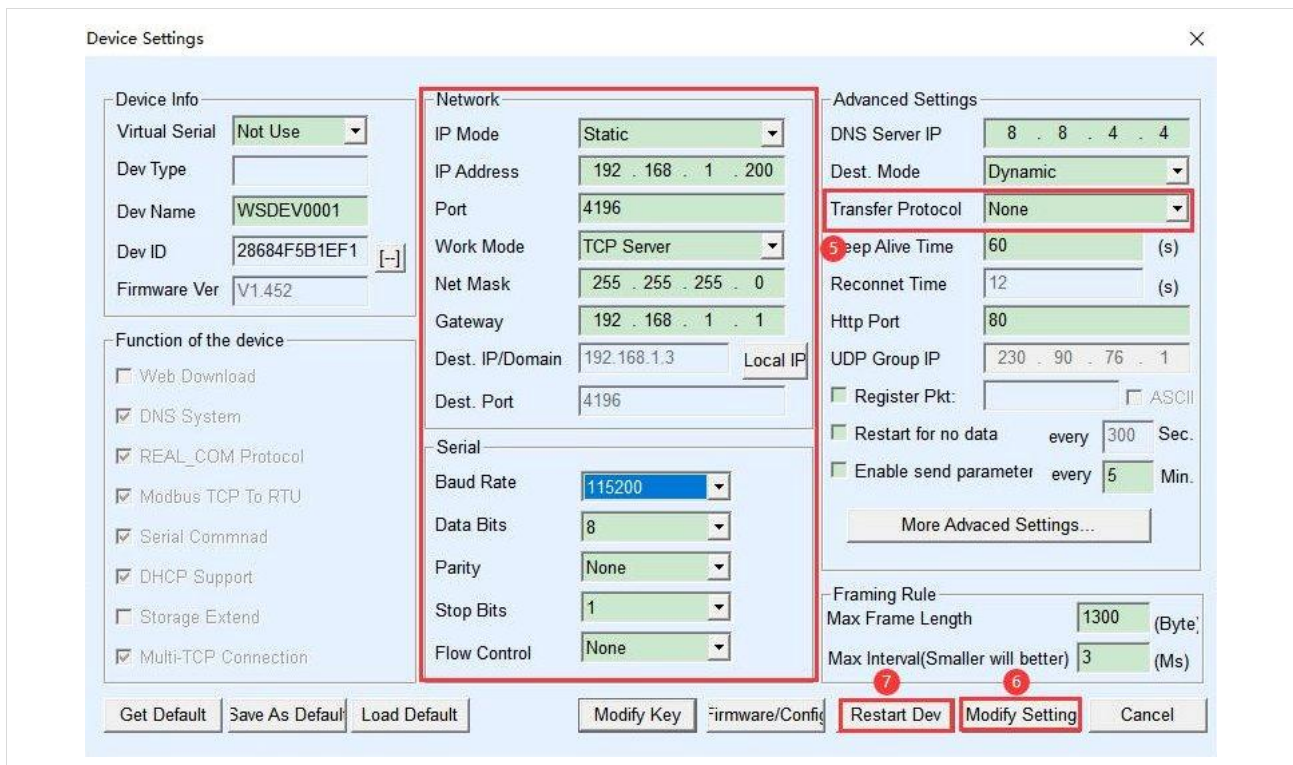 Device Settings
Device Info
Virtual Serial Not Use
Dev Type
Dev Name WSDEV0001
Dev ID 28684F5B1EF1 [--]
Firmware Ver V1.452
Function of the device
Web Download
DNS System
REAL_COM Protocol
Modbus TCP To RTU
Serial Commnad
DHCP Support
Storage Extend
Multi-TCP Connection
Network
IP Mode Static
IP Address 192 . 168 . 1 . 200
Port 4196
Work Mode TCP Server
Net Mask 255 . 255 . 255 . 0
Gateway 192 . 168 . 1 . 1
Dest. IP/Domain 192.168.1.3 Local IP
Dest. Port 4196
Serial
Baud Rate 115200
Data Bits 8
Parity None
Stop Bits 1
Flow Control None
Advanced Settings
DNS Server IP 8 . 8 . 4 . 4
Dest. Mode Dynamic
Transfer Protocol None
5 eep Alive Time 60 (s)
Reconnet Time 12 (s)
Http Port 80
UDP Group IP 230 . 90 . 76 . 1
Register Pkt: ASCII
Restart for no data every 300 Sec.
Enable send parameter every 5 Min.
More Advaced Settings...
Framing Rule
Max Frame Length 1300 (Byte)
Max Interval(Smaller will better) 3 (Ms)
7 6
Get Default Save As Defaul Load Default Modify Key Firmware/Config Restart Dev Modify Setting Cancel